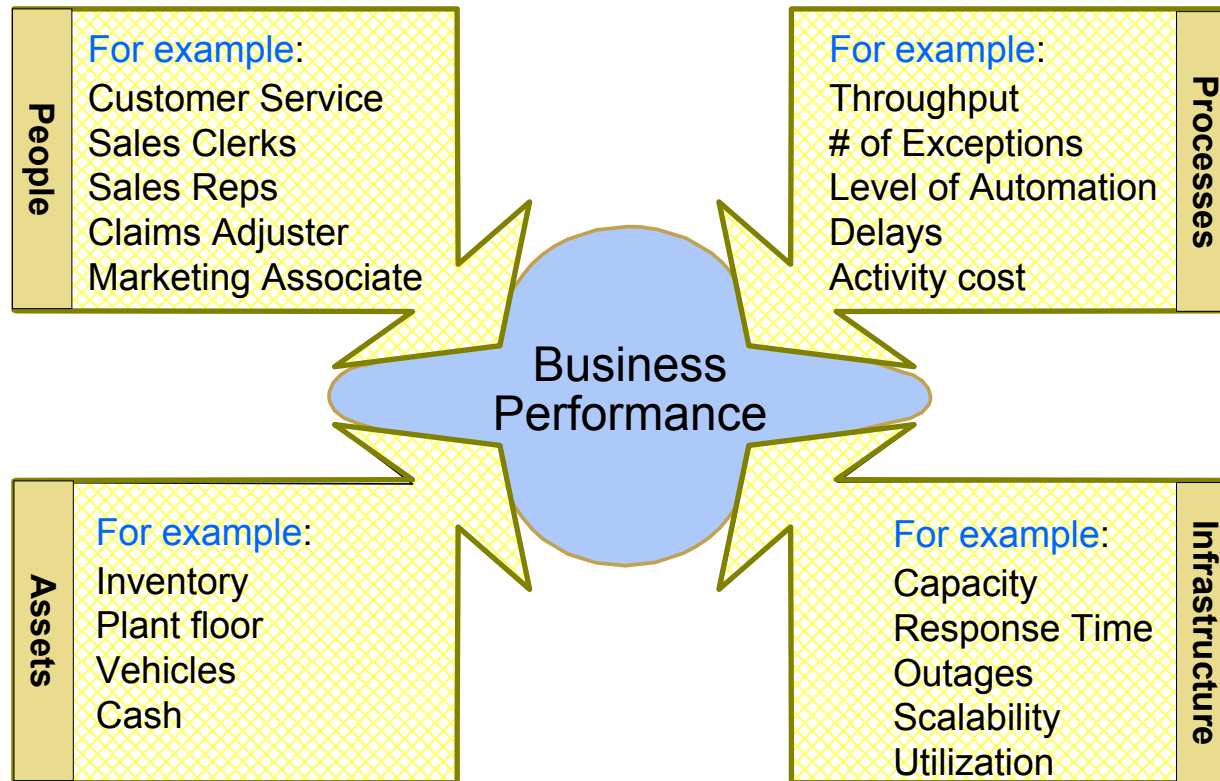 People
For example:
Customer Service
Sales Clerks
Sales Reps
Claims Adjuster
Marketing Associate
Processes
For example:
Throughput
# of Exceptions
Level of Automation
Delays
Activity cost
Business
Performance
Assets
For example:
Inventory
Plant floor
Vehicles
Cash
Infrastructure
For example:
Capacity
Response Time
Outages
Scalability
Utilization